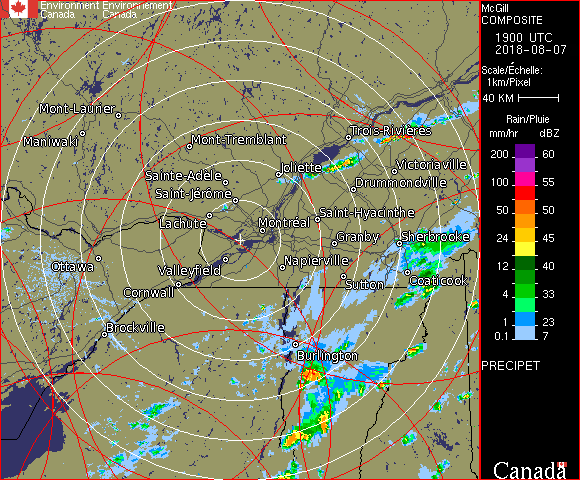 Environment Environnement
Canada Canada
McGill
COMPOSITE
1900 UTC
2018-08-07
Scale/Échelle:
1km/Pixel
40 KM
Rain/Pluie
mm/hr dBZ
200 60
100 55
50 50
24 45
12 40
4 33
1 23
0.1 7
PRECIPET
Canada
Mont-Laurier
Maniwaki
Mont-Tremblant
Trois-Rivières
Joliette
Victoriaville
Sainte-Adèle
Drummondville
Saint-Jérôme
Lachute
Saint-Hyacinthe
Montréal
Granby
Sherbrooke
Ottawa
Valleyfield
Napierville
Cornwall
Sutton
Coaticook
Brockville
Burlington